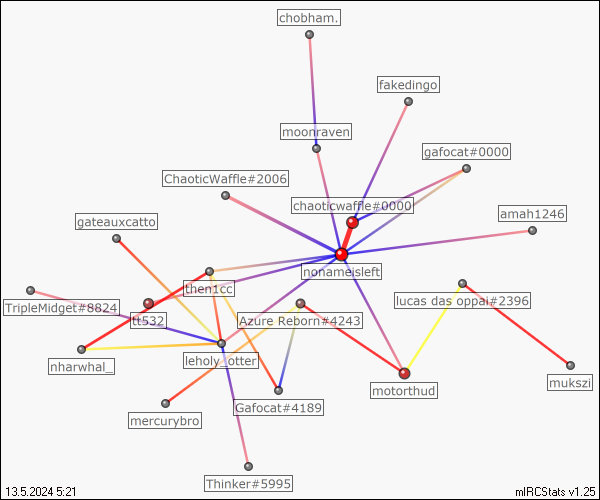 chobham.
fakedingo
moonraven
gafocat#0000
ChaoticWaffle#2006
chaoticwaffle#0000
amah1246
gateauxcatto
nonameisleft
then1cc
lucas das oppai#2396
TripleMidget#8824
tt532
Azure Reborn#4243
leholy_otter
nharwhal_
motorthud
mukszi
Gafocat#4189
mercurybro
Thinker#5995
13.5.2024 5:21
mIRCStats v1.25